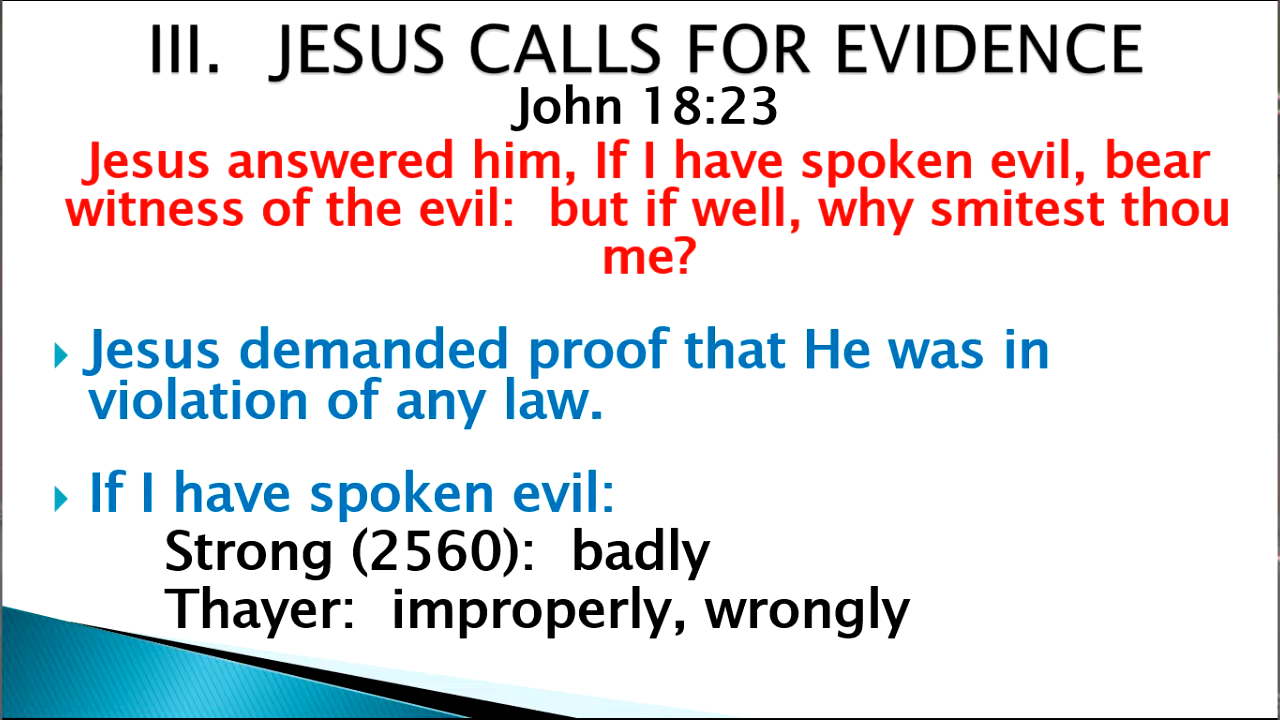 III. JESUS CALLS FOR EVIDENCE
John 18:23
Jesus answered him, If I have spoken evil, bear
witness of the evil: but if well, why smitest thou
me?
Jesus demanded proof that He was in
violation of any law.
If I have spoken evil:
Strong (2560): badly
Thayer: improperly, wrongly